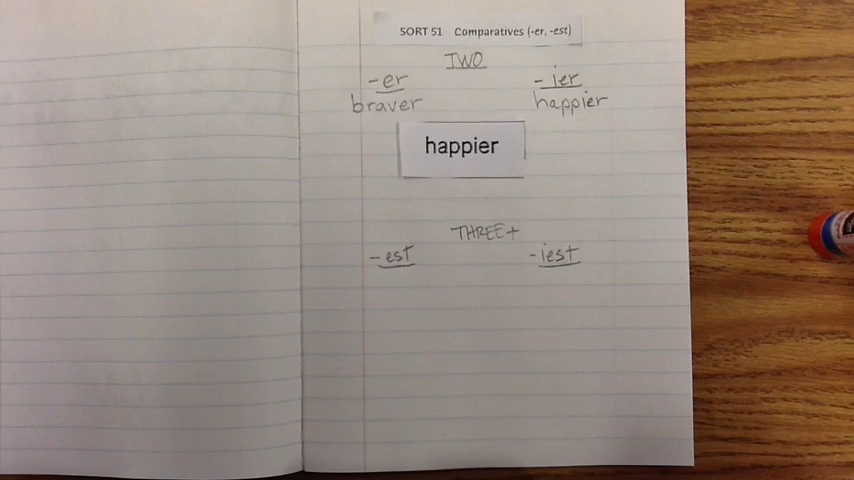 SORT 51 Comparatives (-er, -est)
TWO
-er -ier
braver happier
happier
THREE+
-est -iest